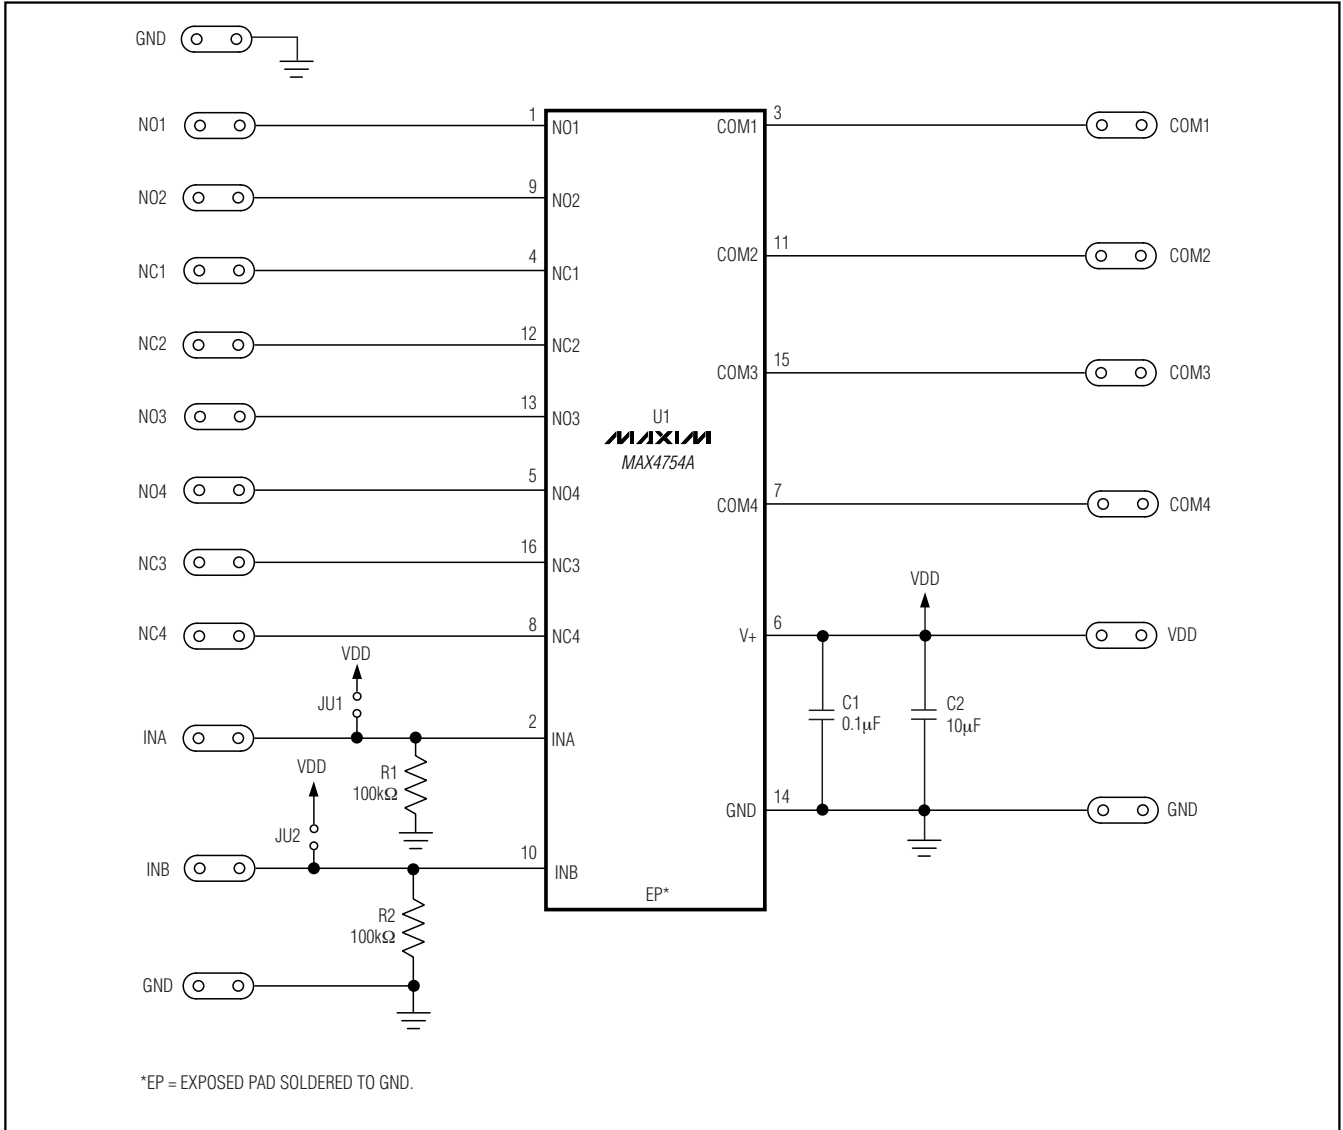 GND
NO1
1
NO1
COM1
3
COM1
NO2
9
NO2
COM2
11
COM2
NC1
4
NC1
NC2
12
NC2
COM3
15
COM3
NO3
13
NO3
U1
MAXIM
MAX4754A
NO4
5
NO4
COM4
7
COM4
NC3
16
NC3
VDD
NC4
8
NC4
V+
6
VDD
VDD
JU1
C1
0.1µF
C2
10µF
INA
2
INA
VDD
R1
100kΩ
GND
14
GND
JU2
INB
10
INB
EP*
R2
100kΩ
GND
*EP = EXPOSED PAD SOLDERED TO GND.